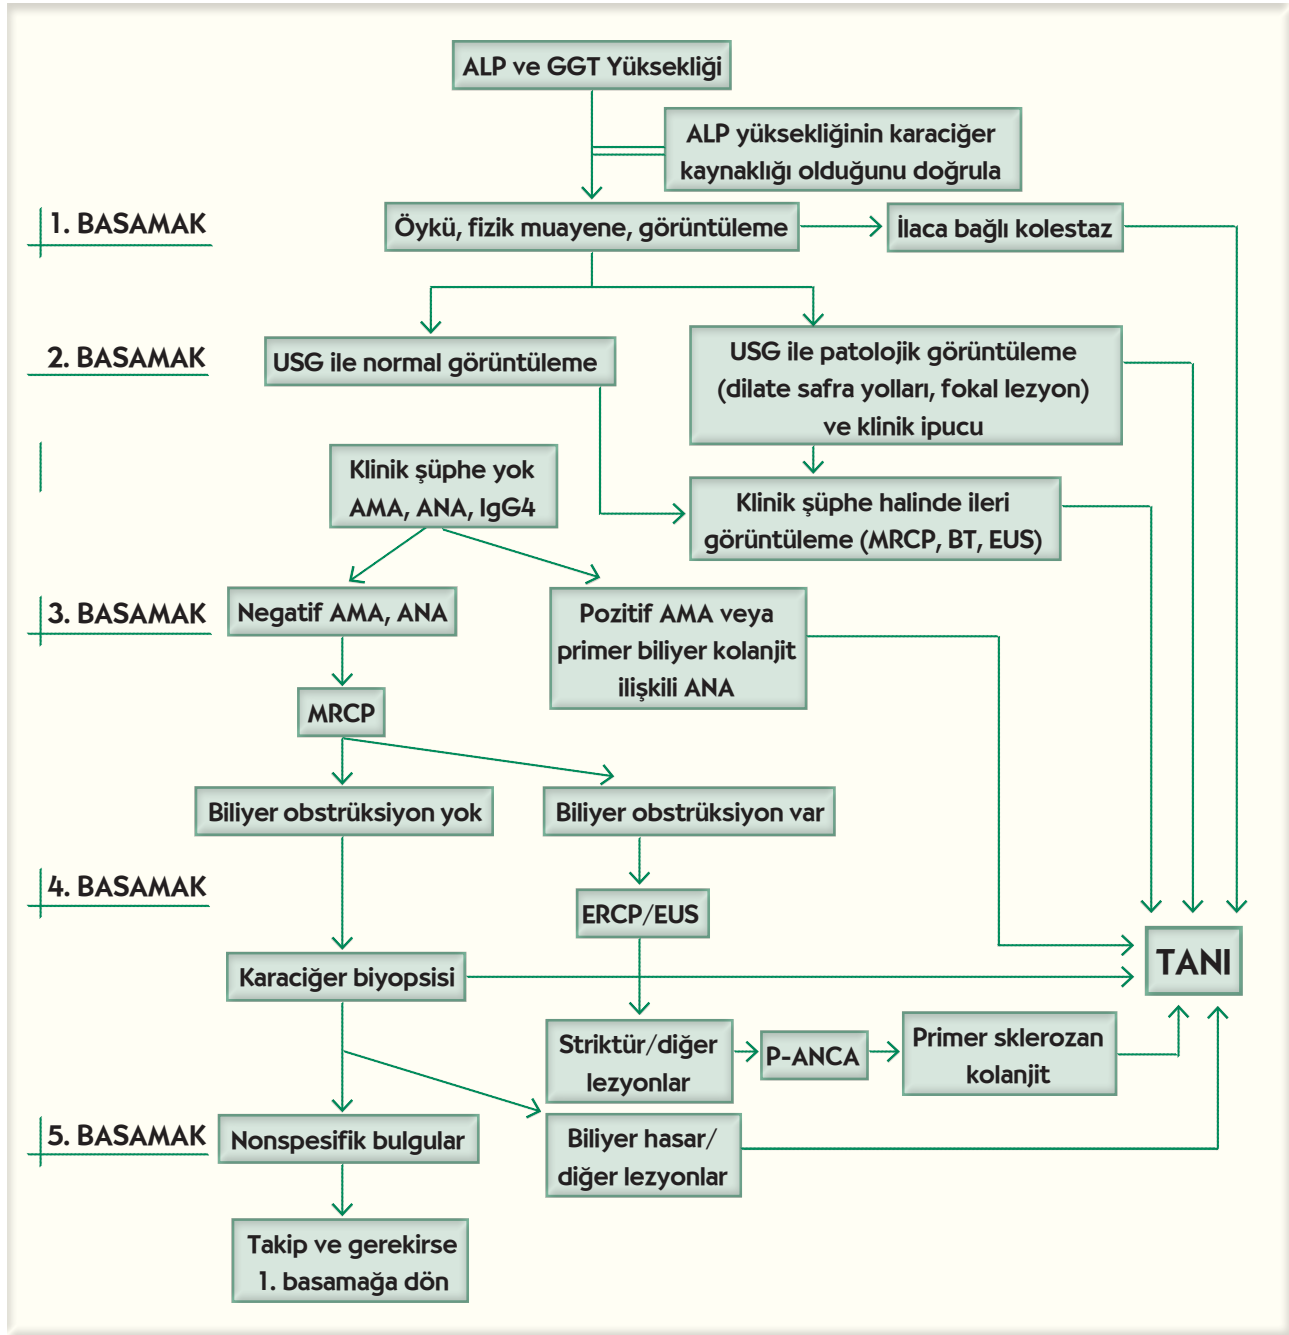 ALP ve GGT Yüksekliği
ALP yüksekliğinin karaciğer
kaynaklığı olduğunu doğrula
1. BASAMAK
Öykü, fizik muayene, görüntüleme
İlaca bağlı kolestaz
2. BASAMAK
USG ile normal görüntüleme
USG ile patolojik görüntüleme
(dilate safra yolları, fokal lezyon)
ve klinik ipucu
Klinik şüphe yok
AMA, ANA, IgG4
Klinik şüphe halinde ileri
görüntüleme (MRCP, BT, EUS)
3. BASAMAK
Negatif AMA, ANA
Pozitif AMA veya
primer biliyer kolanjit
ilişkili ANA
MRCP
Biliyer obstrüksiyon yok
Biliyer obstrüksiyon var
4. BASAMAK
ERCP/EUS
Karaciğer biyopsisi
TANI
Striktür/diğer
lezyonlar
P-ANCA
Primer sklerozan
kolanjit
5. BASAMAK
Nonspesifik bulgular
Biliyer hasar/
diğer lezyonlar
Takip ve gerekirse
1. basamağa dön